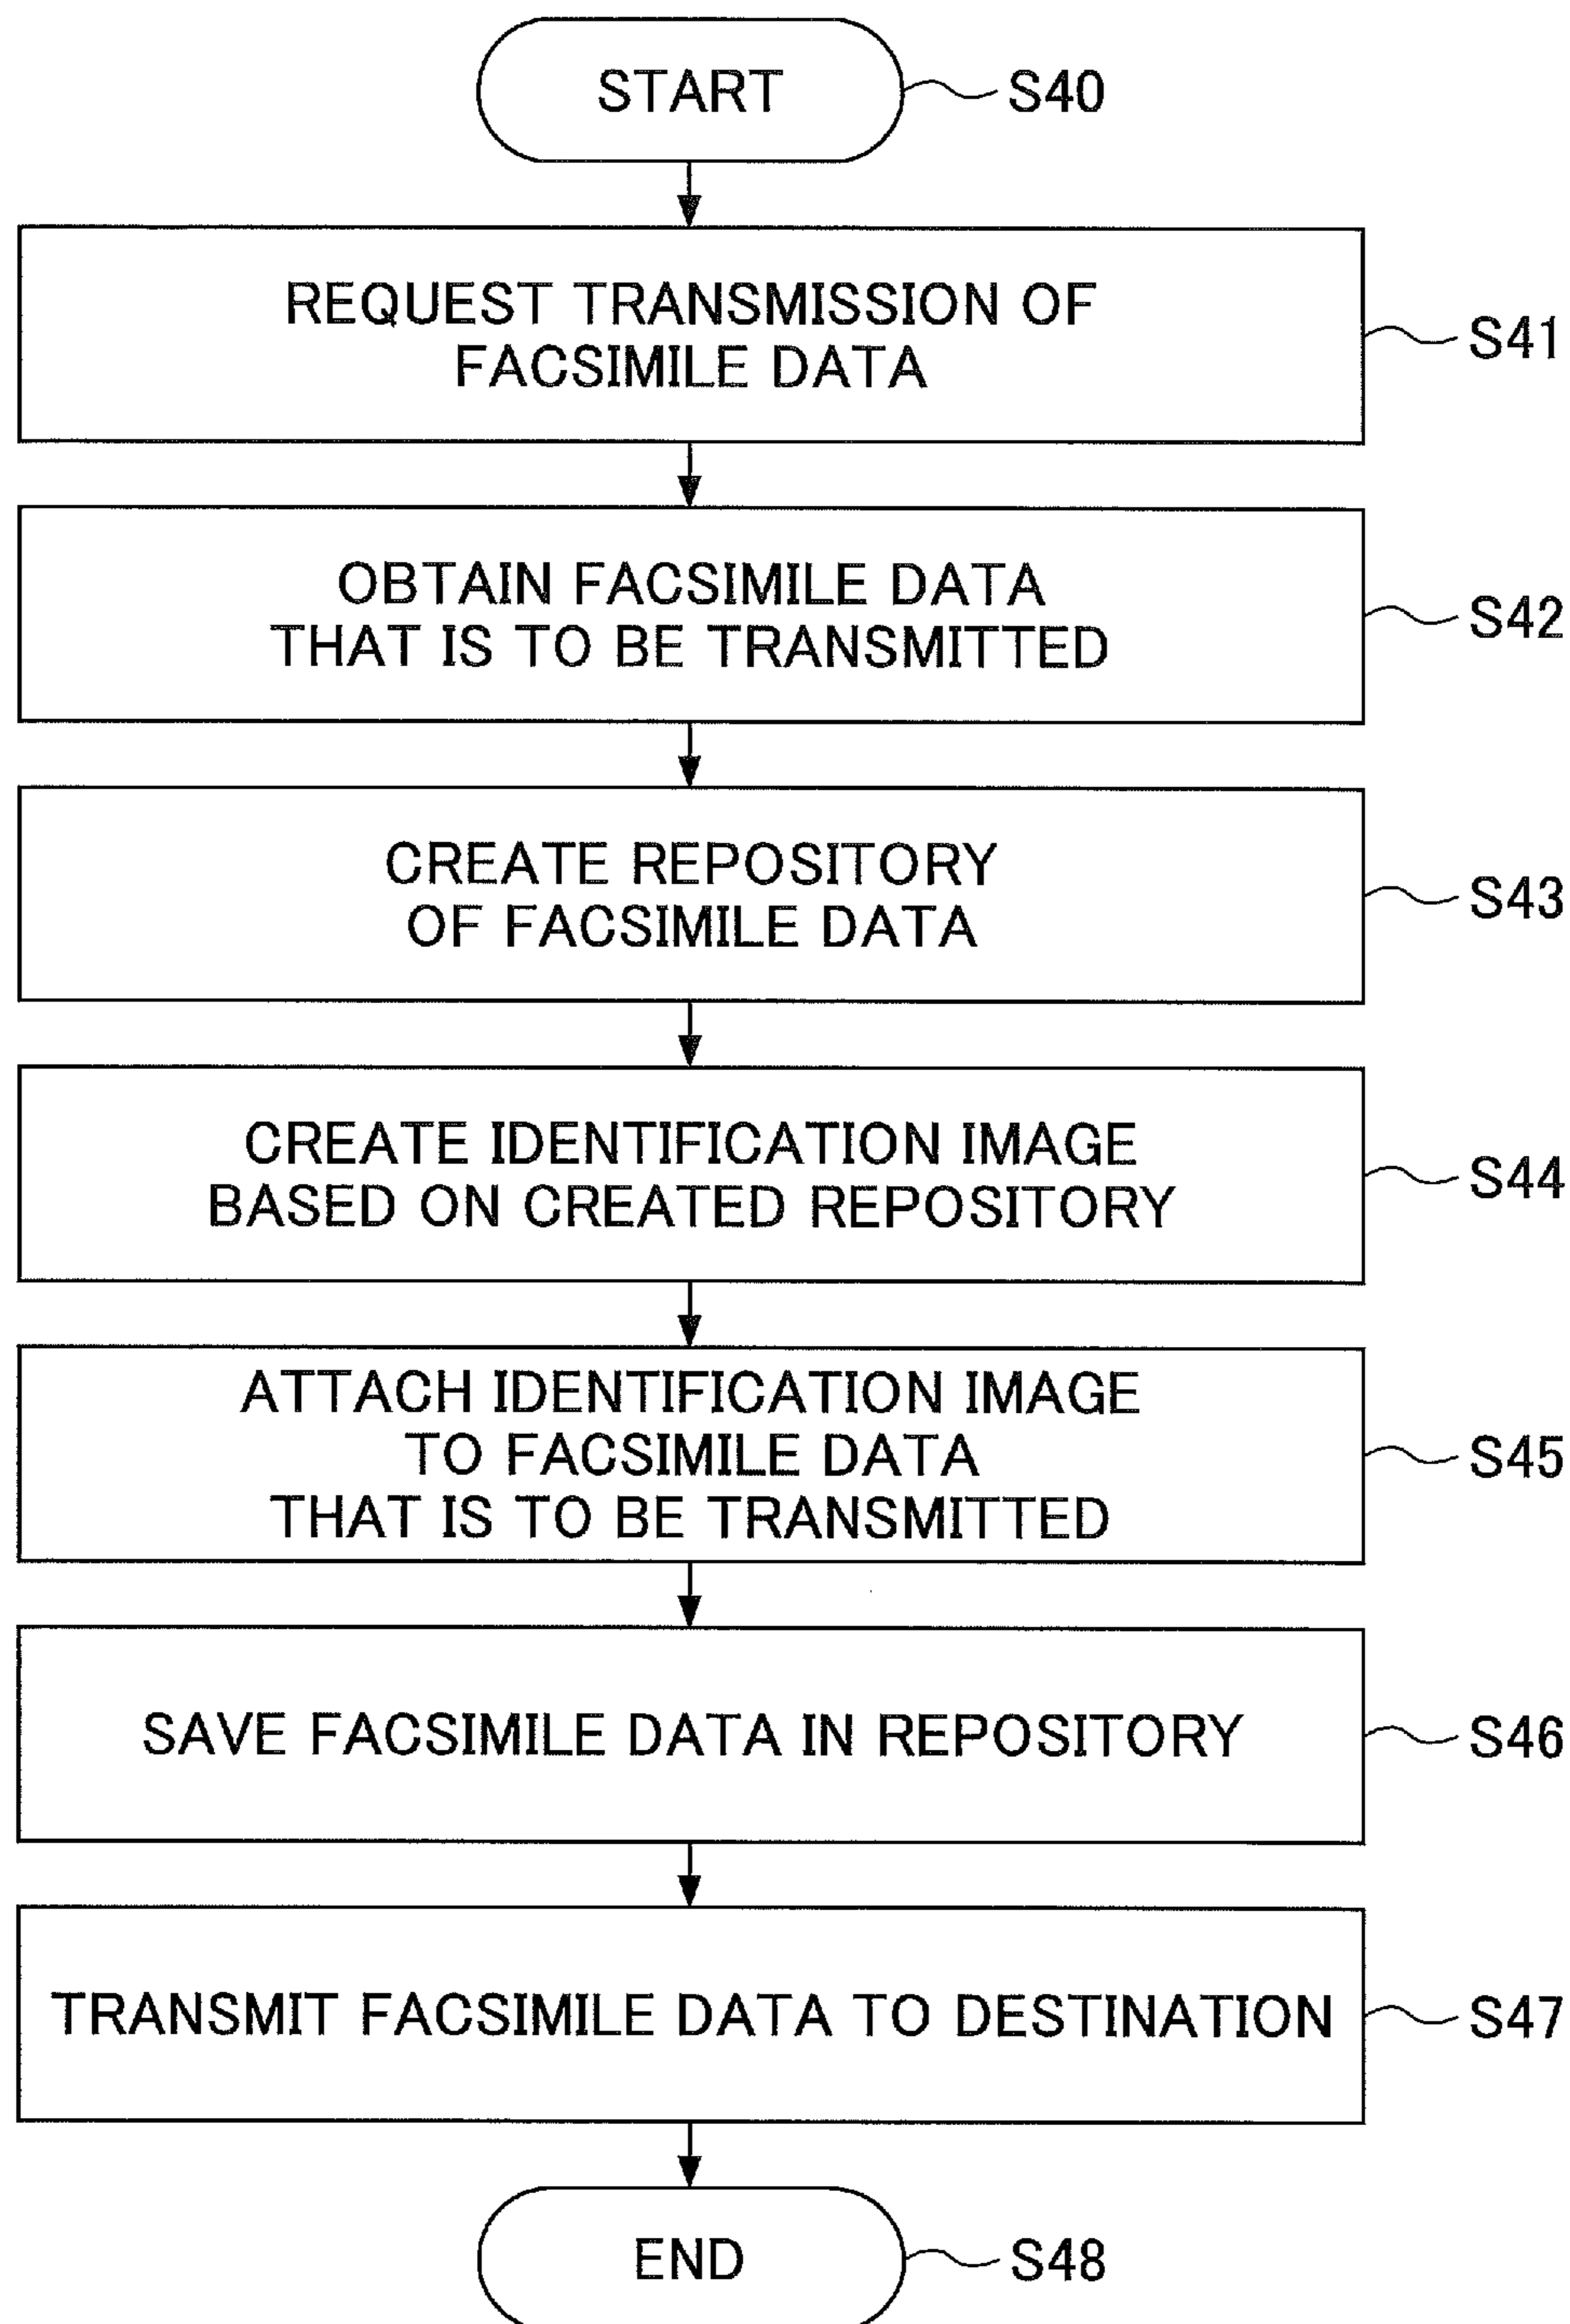 START
S40
REQUEST TRANSMISSION OF
FACSIMILE DATA
S41
OBTAIN FACSIMILE DATA
THAT IS TO BE TRANSMITTED
S42
CREATE REPOSITORY
OF FACSIMILE DATA
S43
CREATE IDENTIFICATION IMAGE
BASED ON CREATED REPOSITORY
S44
ATTACH IDENTIFICATION IMAGE
TO FACSIMILE DATA
THAT IS TO BE TRANSMITTED
S45
SAVE FACSIMILE DATA IN REPOSITORY
S46
TRANSMIT FACSIMILE DATA TO DESTINATION
S47
END
S48